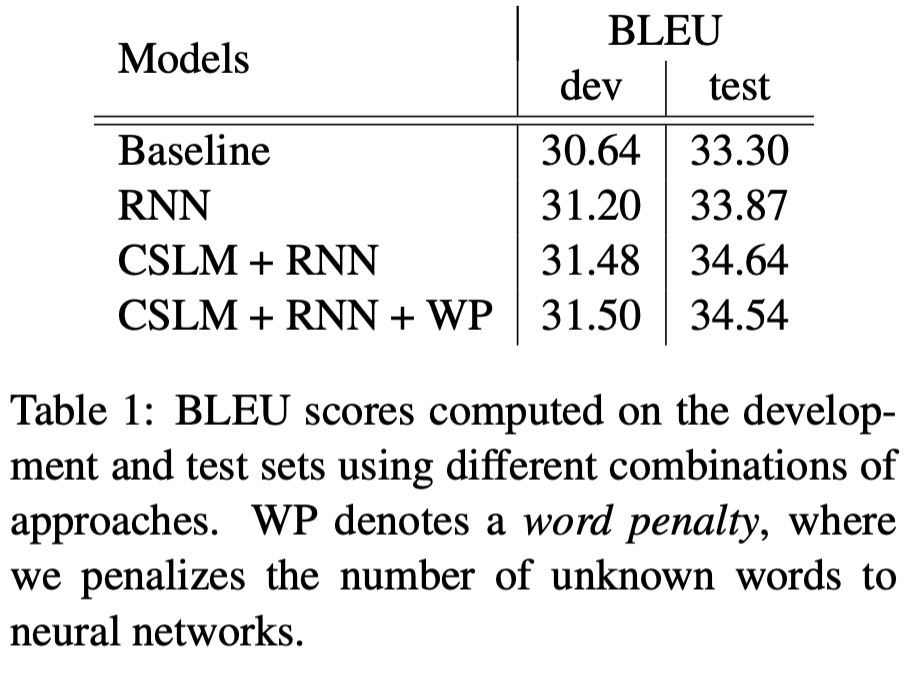 Models BLEU
dev test
Baseline 30.64 33.30
RNN 31.20 33.87
CSLM + RNN 31.48 34.64
CSLM + RNN + WP 31.50 34.54
Table 1: BLEU scores computed on the develop-
ment and test sets using different combinations of
approaches. WP denotes a word penalty, where
we penalizes the number of unknown words to
neural networks.